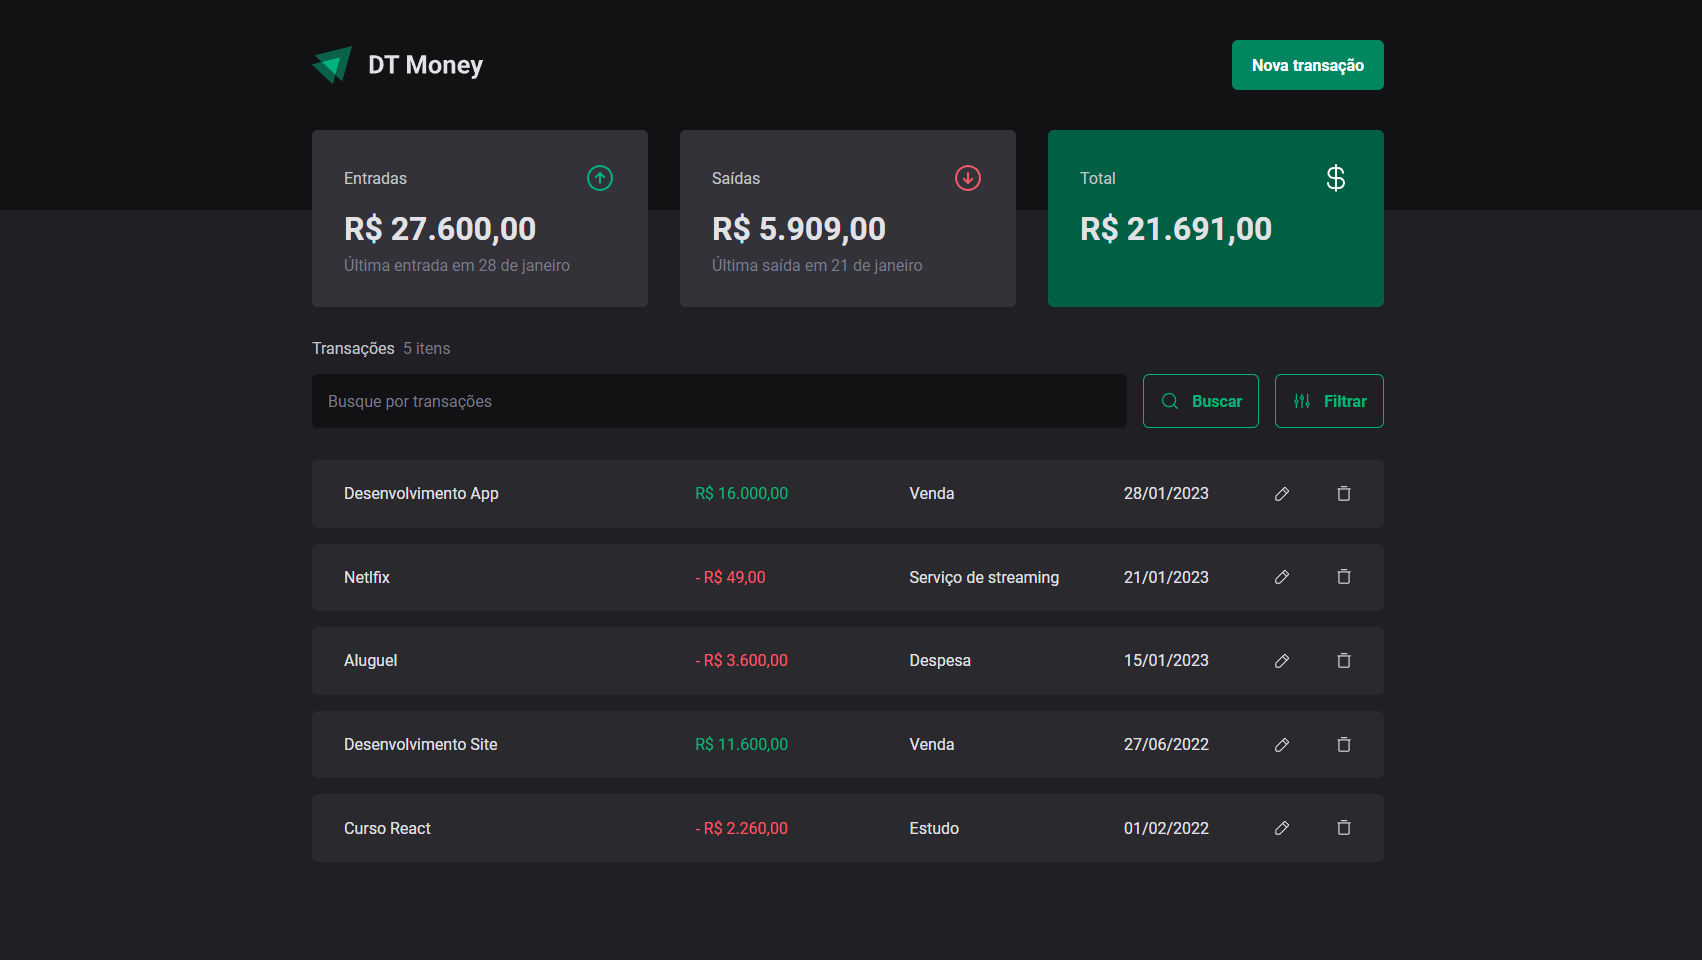 DT Money
Nova transação
Entradas
R$ 27.600,00
Última entrada em 28 de janeiro
Saídas
R$ 5.909,00
Última saída em 21 de janeiro
Total
R$ 21.691,00
Transações 5 itens
Busque por transações
Buscar
Filtrar
Desenvolvimento App R$ 16.000,00 Venda 28/01/2023
Netlfix - R$ 49,00 Serviço de streaming 21/01/2023
Aluguel - R$ 3.600,00 Despesa 15/01/2023
Desenvolvimento Site R$ 11.600,00 Venda 27/06/2022
Curso React - R$ 2.260,00 Estudo 01/02/2022